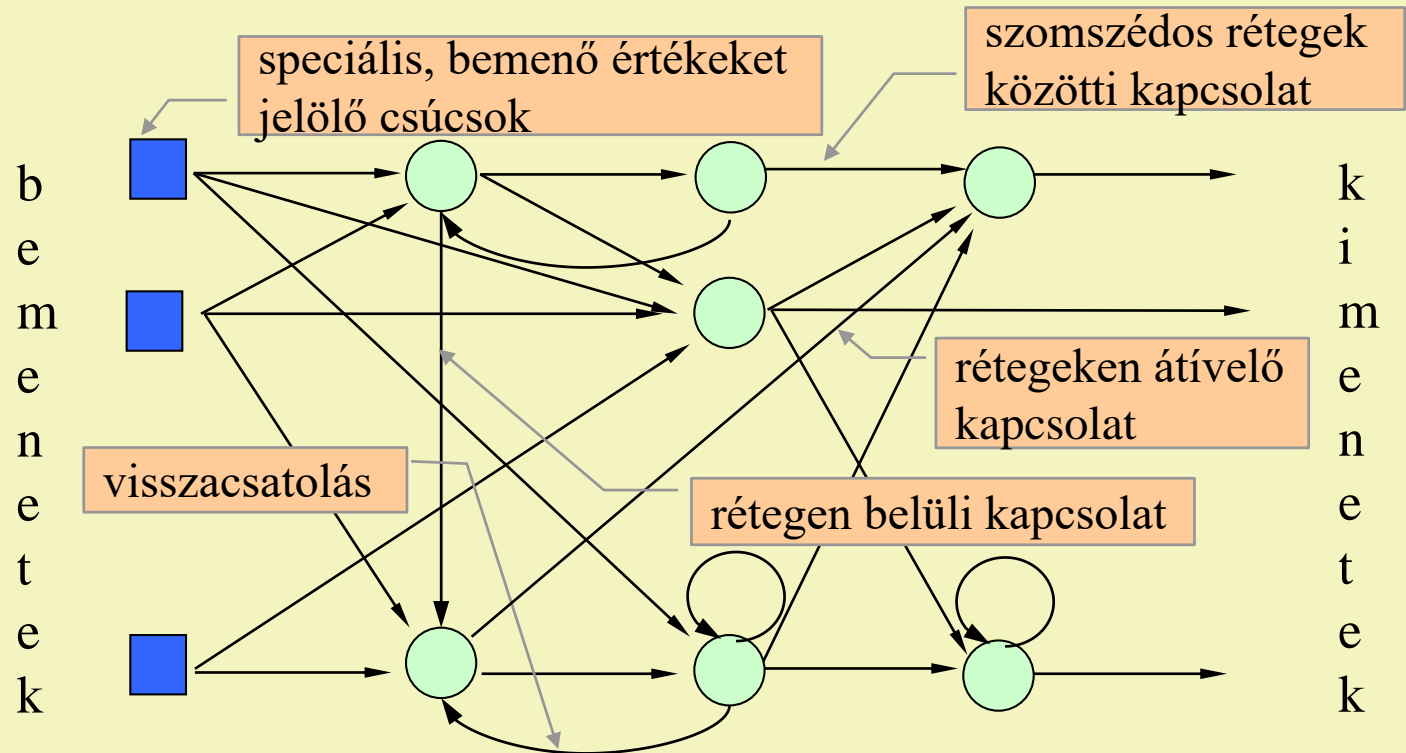 speciális, bemenő értékeket
jelölő csúcsok
szomszédos rétegek
közötti kapcsolat
b
e
m
e
n
e
t
e
k
k
i
m
e
n
e
t
e
k
rétegeken átívelő
kapcsolat
visszacsatolás
rétegen belüli kapcsolat